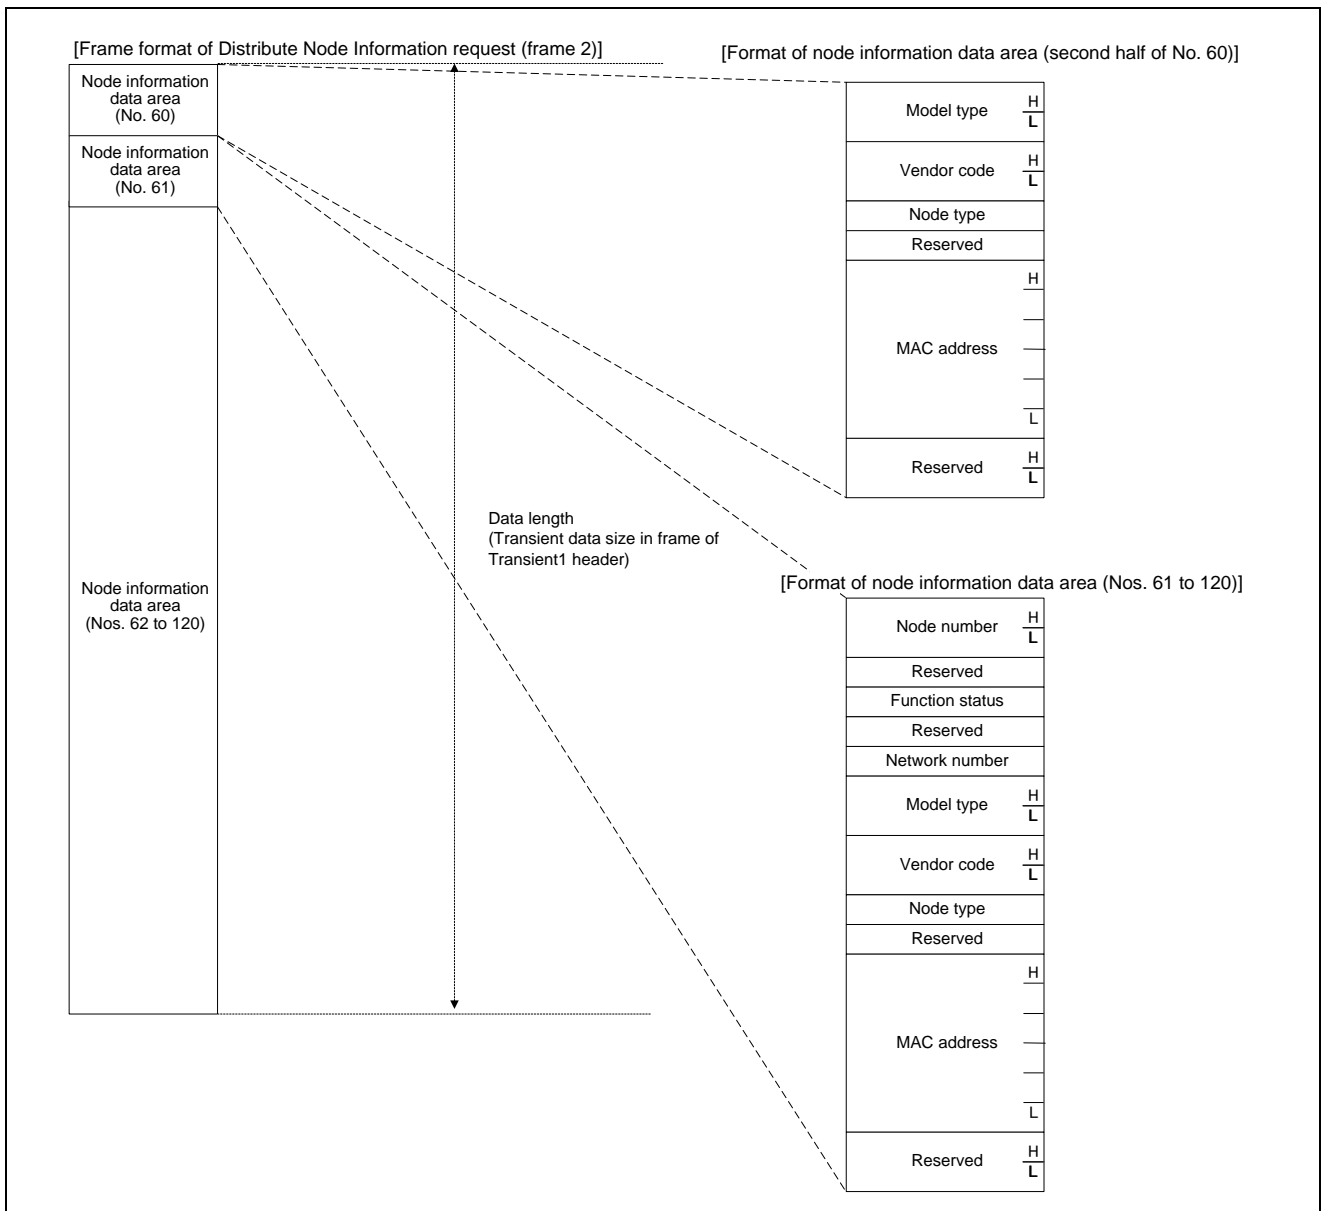 [Frame format of Distribute Node Information request (frame 2)]
Node information
data area
(No. 60)
Node information
data area
(No. 61)
Node information
data area
(Nos. 62 to 120)
Data length
(Transient data size in frame of
Transient1 header)
[Format of node information data area (second half of No. 60)]
Model type
H
L
Vendor code
H
L
Node type
Reserved
MAC address
H
L
Reserved
H
L
[Format of node information data area (Nos. 61 to 120)]
Node number
H
L
Reserved
Function status
Reserved
Network number
Model type
H
L
Vendor code
H
L
Node type
Reserved
MAC address
H
L
Reserved
H
L